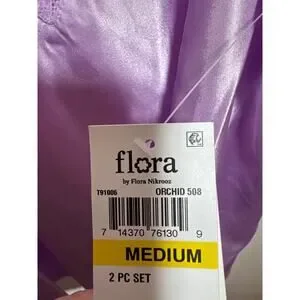 flora
by Flora Nikrooz
T91006 ORCHID 508
7 14370 76130 9
MEDIUM
2 PC SET